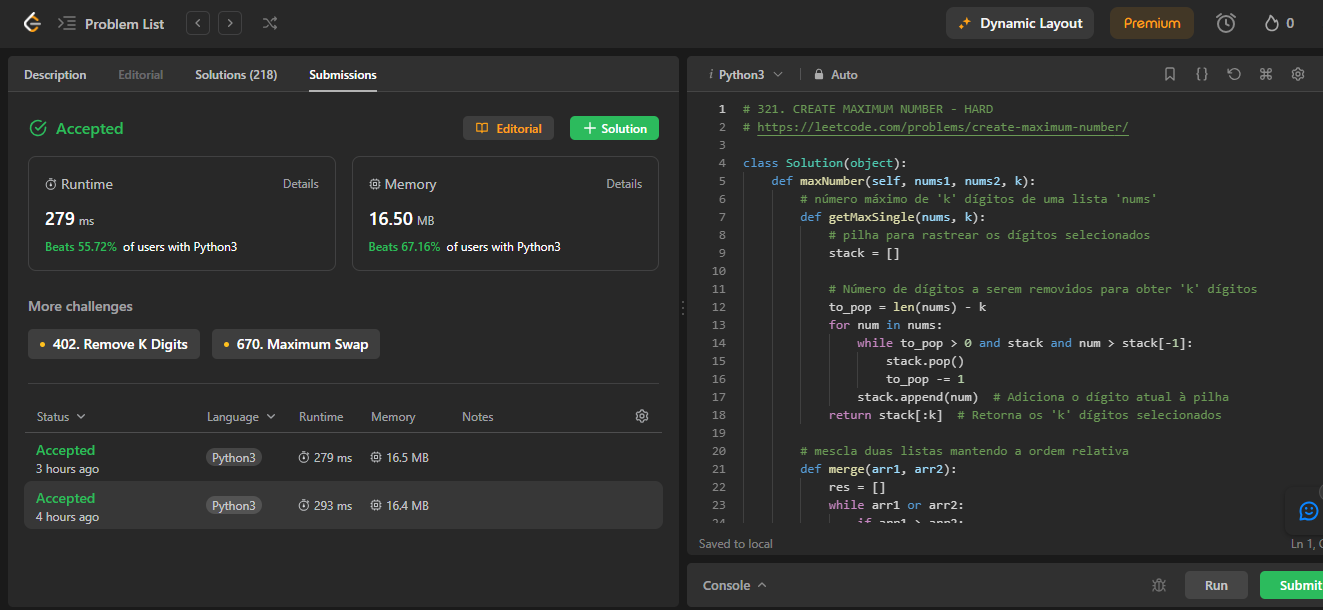 Problem List
Dynamic Layout
Premium
0
Description
Editorial
Solutions (218)
Submissions
Accepted
Editorial
Solution
Runtime
Details
279 ms
Beats 55.72% of users with Python3
Memory
Details
16.50 MB
Beats 67.16% of users with Python3
More challenges
402. Remove K Digits
670. Maximum Swap
Status Language Runtime Memory Notes
Accepted
3 hours ago
Python3 279 ms 16.5 MB
Accepted
4 hours ago
Python3 293 ms 16.4 MB
i Python3
Auto
1 # 321. CREATE MAXIMUM NUMBER - HARD
2 # https://leetcode.com/problems/create-maximum-number/
3
4 class Solution(object):
5 def maxNumber(self, nums1, nums2, k):
6 # número máximo de 'k' dígitos de uma lista 'nums'
7 def getMaxSingle(nums, k):
8 # pilha para rastrear os dígitos selecionados
9 stack = []
10
11 # Número de dígitos a serem removidos para obter 'k' dígitos
12 to_pop = len(nums) - k
13 for num in nums:
14 while to_pop > 0 and stack and num > stack[-1]:
15 stack.pop()
16 to_pop -= 1
17 stack.append(num) # Adiciona o dígito atual à pilha
18 return stack[:k] # Retorna os 'k' dígitos selecionados
19
20 # mescla duas listas mantendo a ordem relativa
21 def merge(arr1, arr2):
22 res = []
23 while arr1 or arr2:
24 if arr1 > arr2:
Saved to local
Ln 1,
Console
Run
Submit